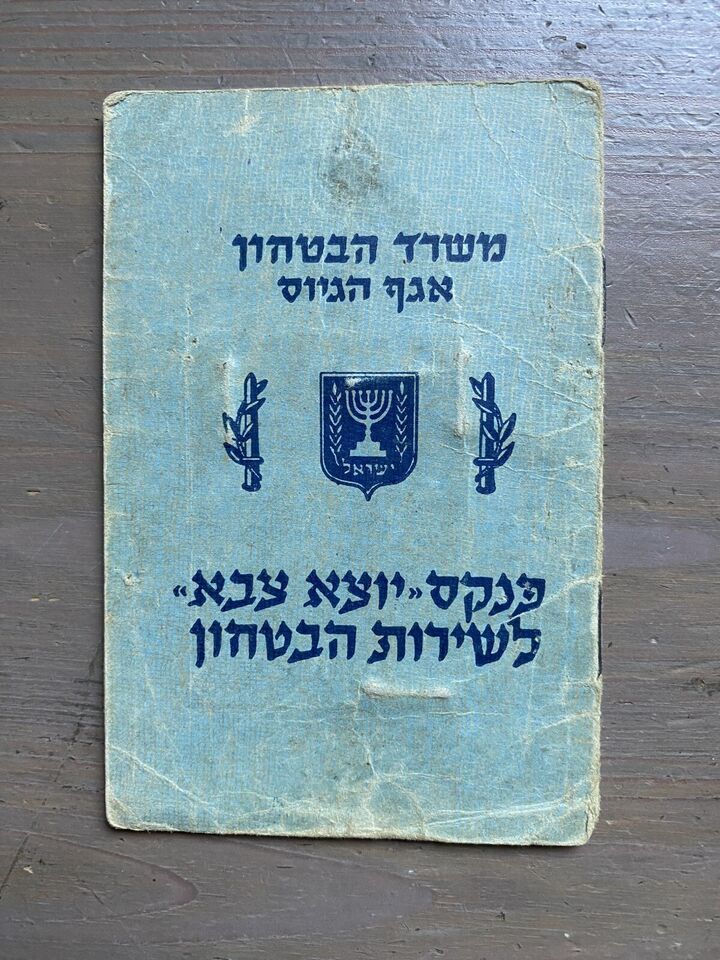 משרד הבטחון
אגף הגיוס
ישראל
פנקס «יוצא צבא»
לשירות הבטחון